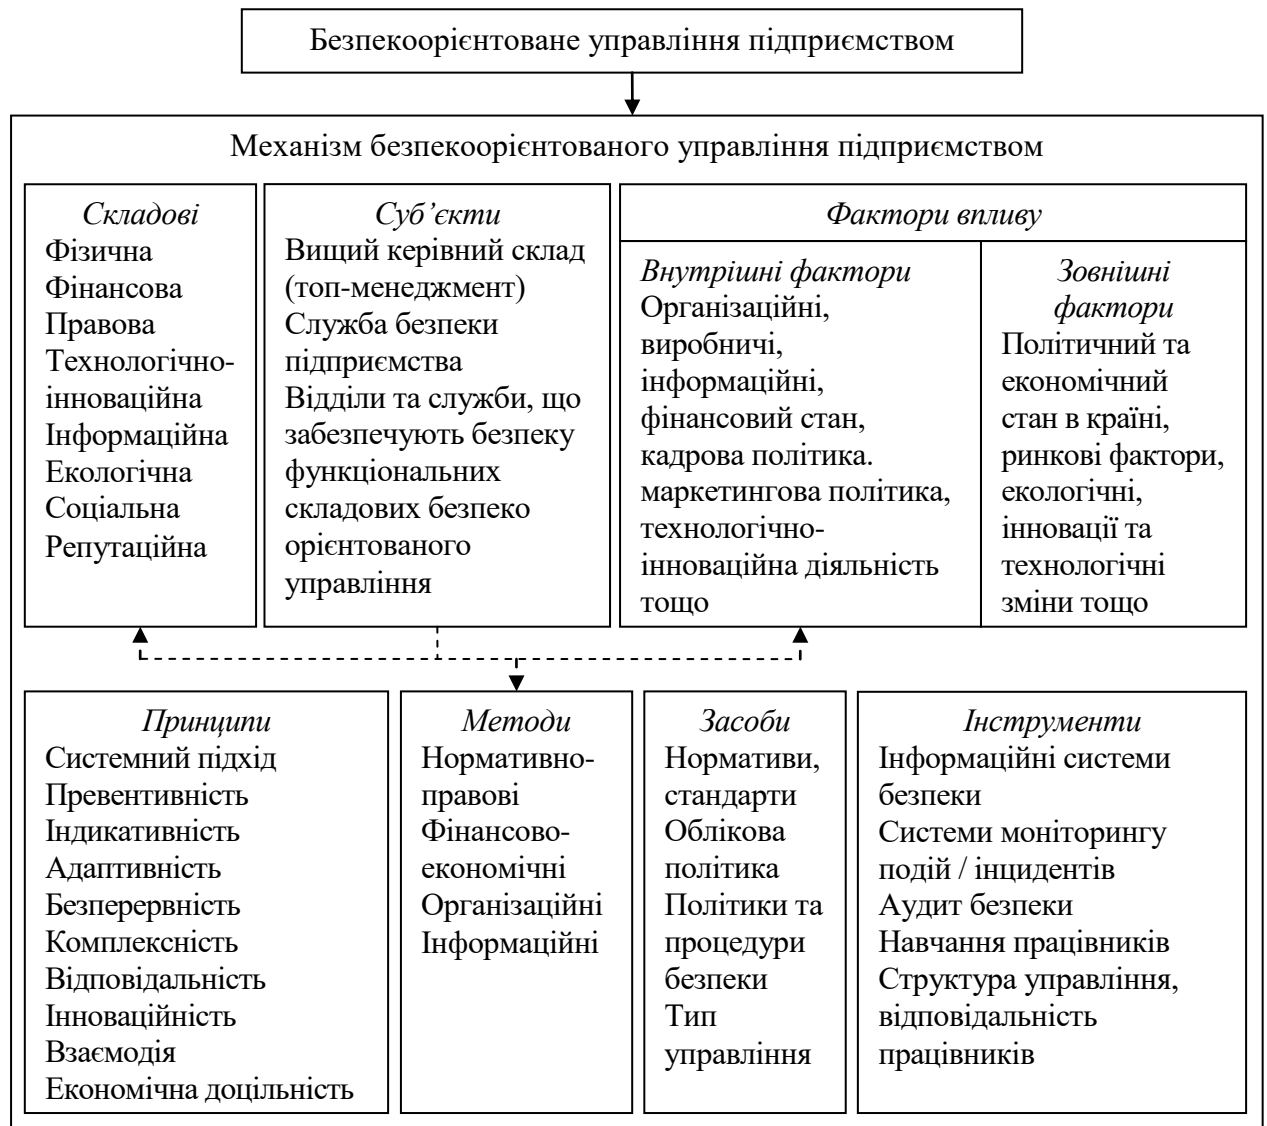 Безпекоорієнтоване управління підприємством
Механізм безпекоорієнтованого управління підприємством
Складові
Фізична
Фінансова
Правова
Технологічно-
інноваційна
Інформаційна
Екологічна
Соціальна
Репутаційна
Суб’єкти
Вищий керівний склад
(топ-менеджмент)
Служба безпеки
підприємства
Відділи та служби, що
забезпечують безпеку
функціональних
складових безпеко
орієнтованого
управління
Фактори впливу
Внутрішні фактори
Організаційні,
виробничі,
інформаційні,
фінансовий стан,
кадрова політика.
маркетингова політика,
технологічно-
інноваційна діяльність
тощо
Зовнішні
фактори
Політичний та
економічний
стан в країні,
ринкові фактори,
екологічні,
інновації та
технологічні
зміни тощо
Принципи
Системний підхід
Превентивність
Індикативність
Адаптивність
Безперервність
Комплексність
Відповідальність
Інноваційність
Взаємодія
Економічна доцільність
Методи
Нормативно-
правові
Фінансово-
економічні
Організаційні
Інформаційні
Засоби
Нормативи,
стандарти
Облікова
політика
Політики та
процедури
безпеки
Тип
управління
Інструменти
Інформаційні системи
безпеки
Системи моніторингу
подій / інцидентів
Аудит безпеки
Навчання працівників
Структура управління,
відповідальність
працівників